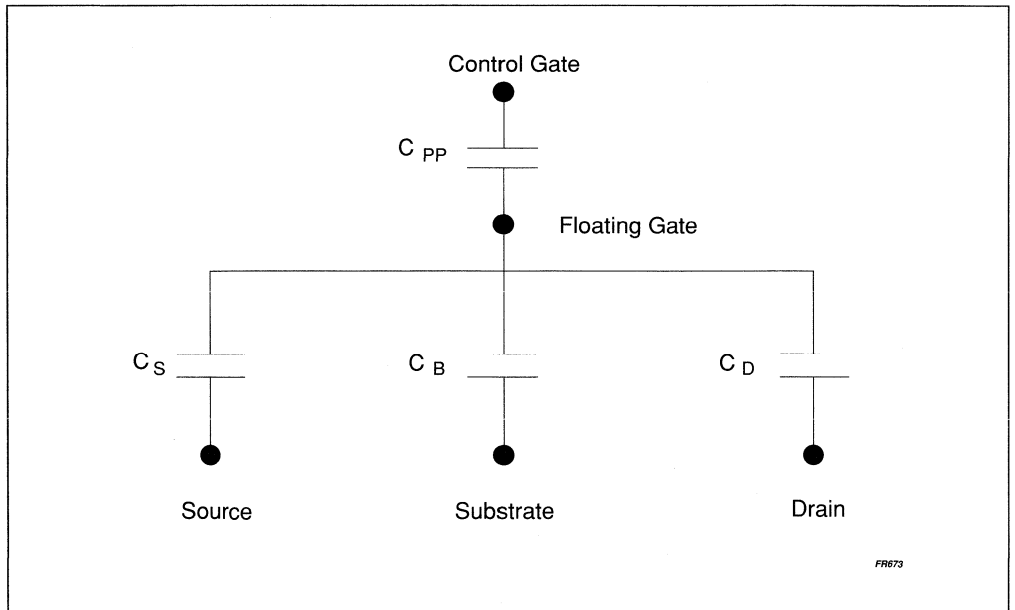 Control Gate
C PP
Floating Gate
C S
C B
C D
Source
Substrate
Drain
FR673